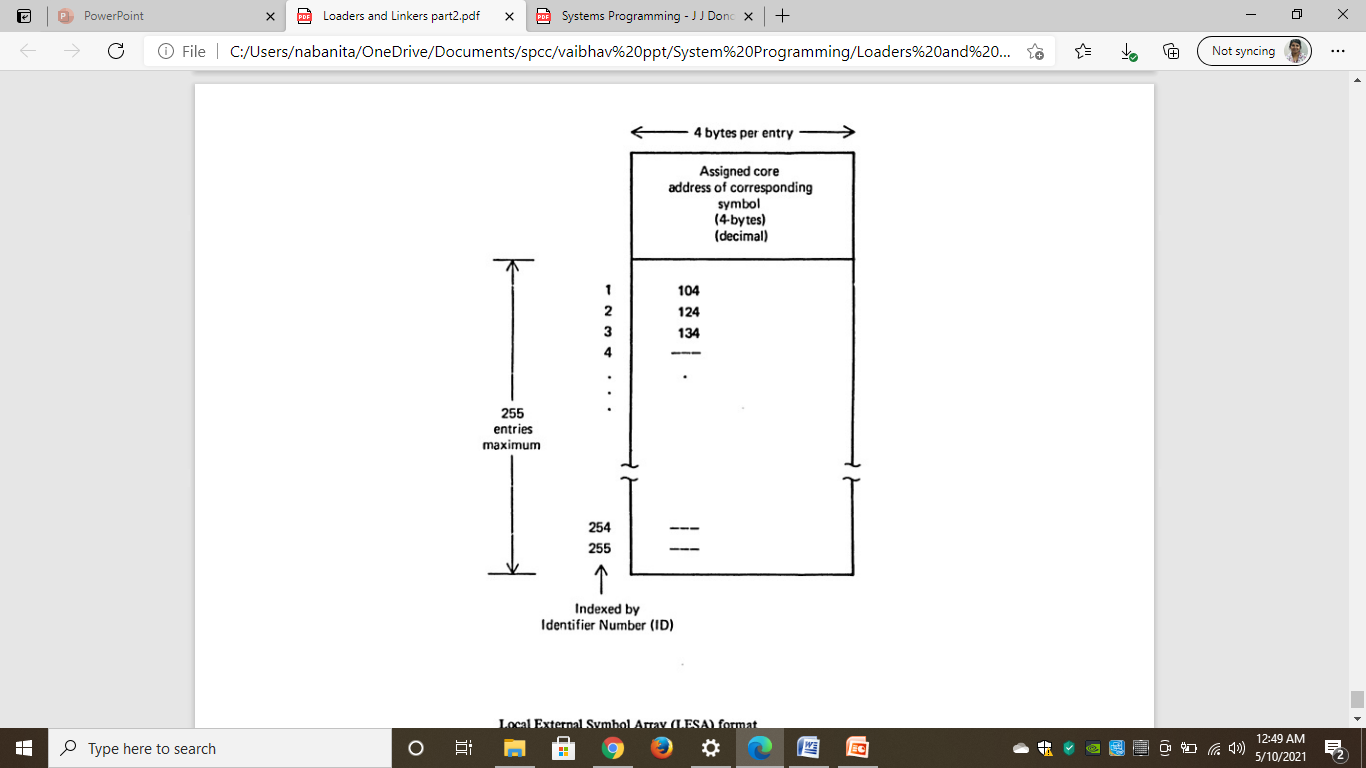 PowerPoint
Loaders and Linkers part2.pdf
Systems Programming - J J Dono
File
C:/Users/nabanita/OneDrive/Documents/spcc/vaibhav%20ppt/System%20Programming/Loaders%20and%20...
Not syncing
4 bytes per entry
Assigned core
address of corresponding
symbol
(4-bytes)
(decimal)
1 104
2 124
3 134
4 ---
. .
.
.
255
entries
maximum
254 ---
255 ---
Indexed by
Identifier Number (ID)
Local External Symbol Array (LESA) format
Type here to search
12:49 AM
5/10/2021
2